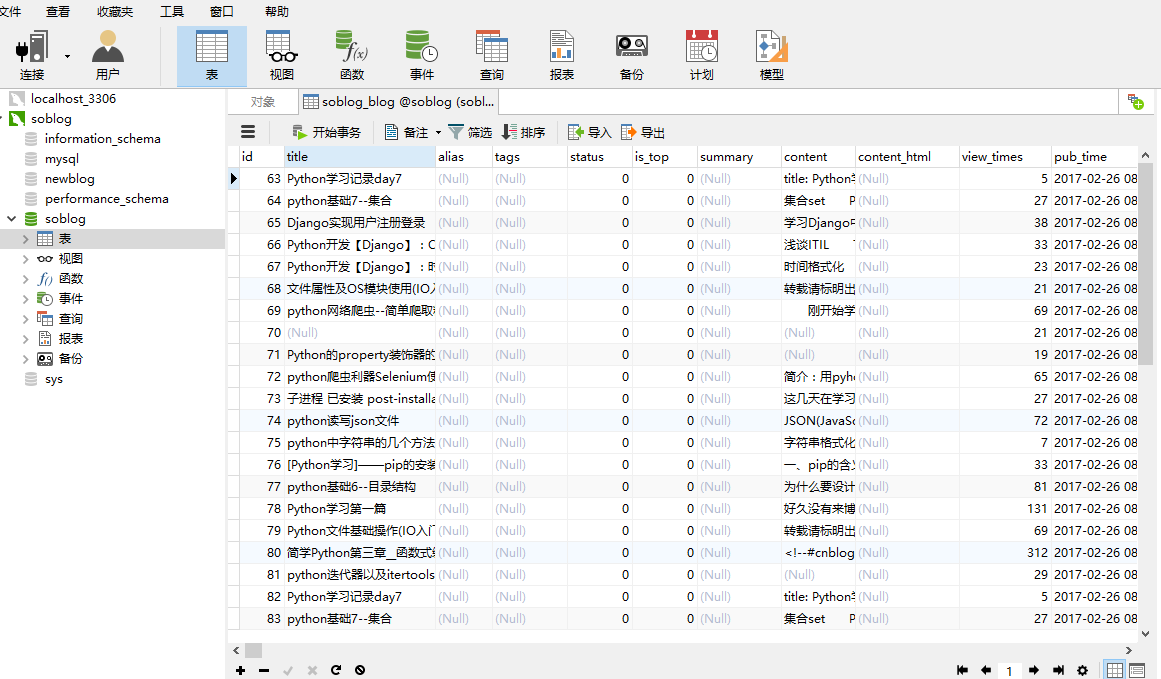 文件 查看 收藏夹 工具 窗口 帮助
连接 用户 表 视图 函数 事件 查询 报表 备份 计划 模型
localhost_3306
soblog
information_schema
mysql
newblog
performance_schema
soblog
表
视图
函数
事件
查询
报表
备份
sys
对象 soblog_blog @soblog (sobl...
开始事务 备注 筛选 排序 导入 导出
id title alias tags status is_top summary content content_html view_times pub_time
63 Python学习记录day7 (Null) (Null) 0 0 (Null) title: Python学 (Null) 5 2017-02-26 08
64 python基础7--集合 (Null) (Null) 0 0 (Null) 集合set P (Null) 27 2017-02-26 08
65 Django实现用户注册登录 (Null) (Null) 0 0 (Null) 学习Django中 (Null) 38 2017-02-26 08
66 Python开发【Django】：C (Null) (Null) 0 0 (Null) 浅谈ITIL (Null) 33 2017-02-26 08
67 Python开发【Django】：时 (Null) (Null) 0 0 (Null) 时间格式化 (Null) 23 2017-02-26 08
68 文件属性及OS模块使用(IO入 (Null) (Null) 0 0 (Null) 转载请标明出 (Null) 21 2017-02-26 08
69 python网络爬虫--简单爬取糗 (Null) (Null) 0 0 (Null) 刚开始学 (Null) 69 2017-02-26 08
70 (Null) (Null) (Null) 0 0 (Null) (Null) (Null) 21 2017-02-26 08
71 Python的property装饰器的 (Null) (Null) 0 0 (Null) (Null) (Null) 19 2017-02-26 08
72 python爬虫利器Selenium使 (Null) (Null) 0 0 (Null) 简介：用pyh (Null) 65 2017-02-26 08
73 子进程 已安装 post-installa (Null) (Null) 0 0 (Null) 这几天在学习 (Null) 27 2017-02-26 08
74 python读写json文件 (Null) (Null) 0 0 (Null) JSON(JavaSc (Null) 72 2017-02-26 08
75 python中字符串的几个方法 (Null) (Null) 0 0 (Null) 字符串格式化 (Null) 7 2017-02-26 08
76 [Python学习]——pip的安装 (Null) (Null) 0 0 (Null) 一、pip的含义 (Null) 33 2017-02-26 08
77 python基础6--目录结构 (Null) (Null) 0 0 (Null) 为什么要设计 (Null) 81 2017-02-26 08
78 Python学习第一篇 (Null) (Null) 0 0 (Null) 好久没有来博 (Null) 131 2017-02-26 08
79 Python文件基础操作(IO入门 (Null) (Null) 0 0 (Null) 转载请标明出 (Null) 69 2017-02-26 08
80 简学Python第三章_函数式编 (Null) (Null) 0 0 (Null) <!--#cnblog (Null) 312 2017-02-26 08
81 python迭代器以及itertools (Null) (Null) 0 0 (Null) (Null) (Null) 29 2017-02-26 08
82 Python学习记录day7 (Null) (Null) 0 0 (Null) title: Python学 (Null) 5 2017-02-26 08
83 python基础7--集合 (Null) (Null) 0 0 (Null) 集合set P (Null) 27 2017-02-26 08
1